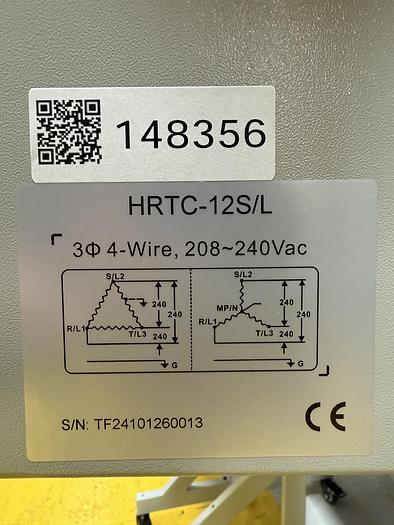 148356
HRTC-12S/L
3Φ 4-Wire, 208~240Vac
S/L2
240
240
R/L1
T/L3
240
G
S/L2
240
240
MP/N
R/L1
T/L3
240
G
S/N: TF24101260013
CE